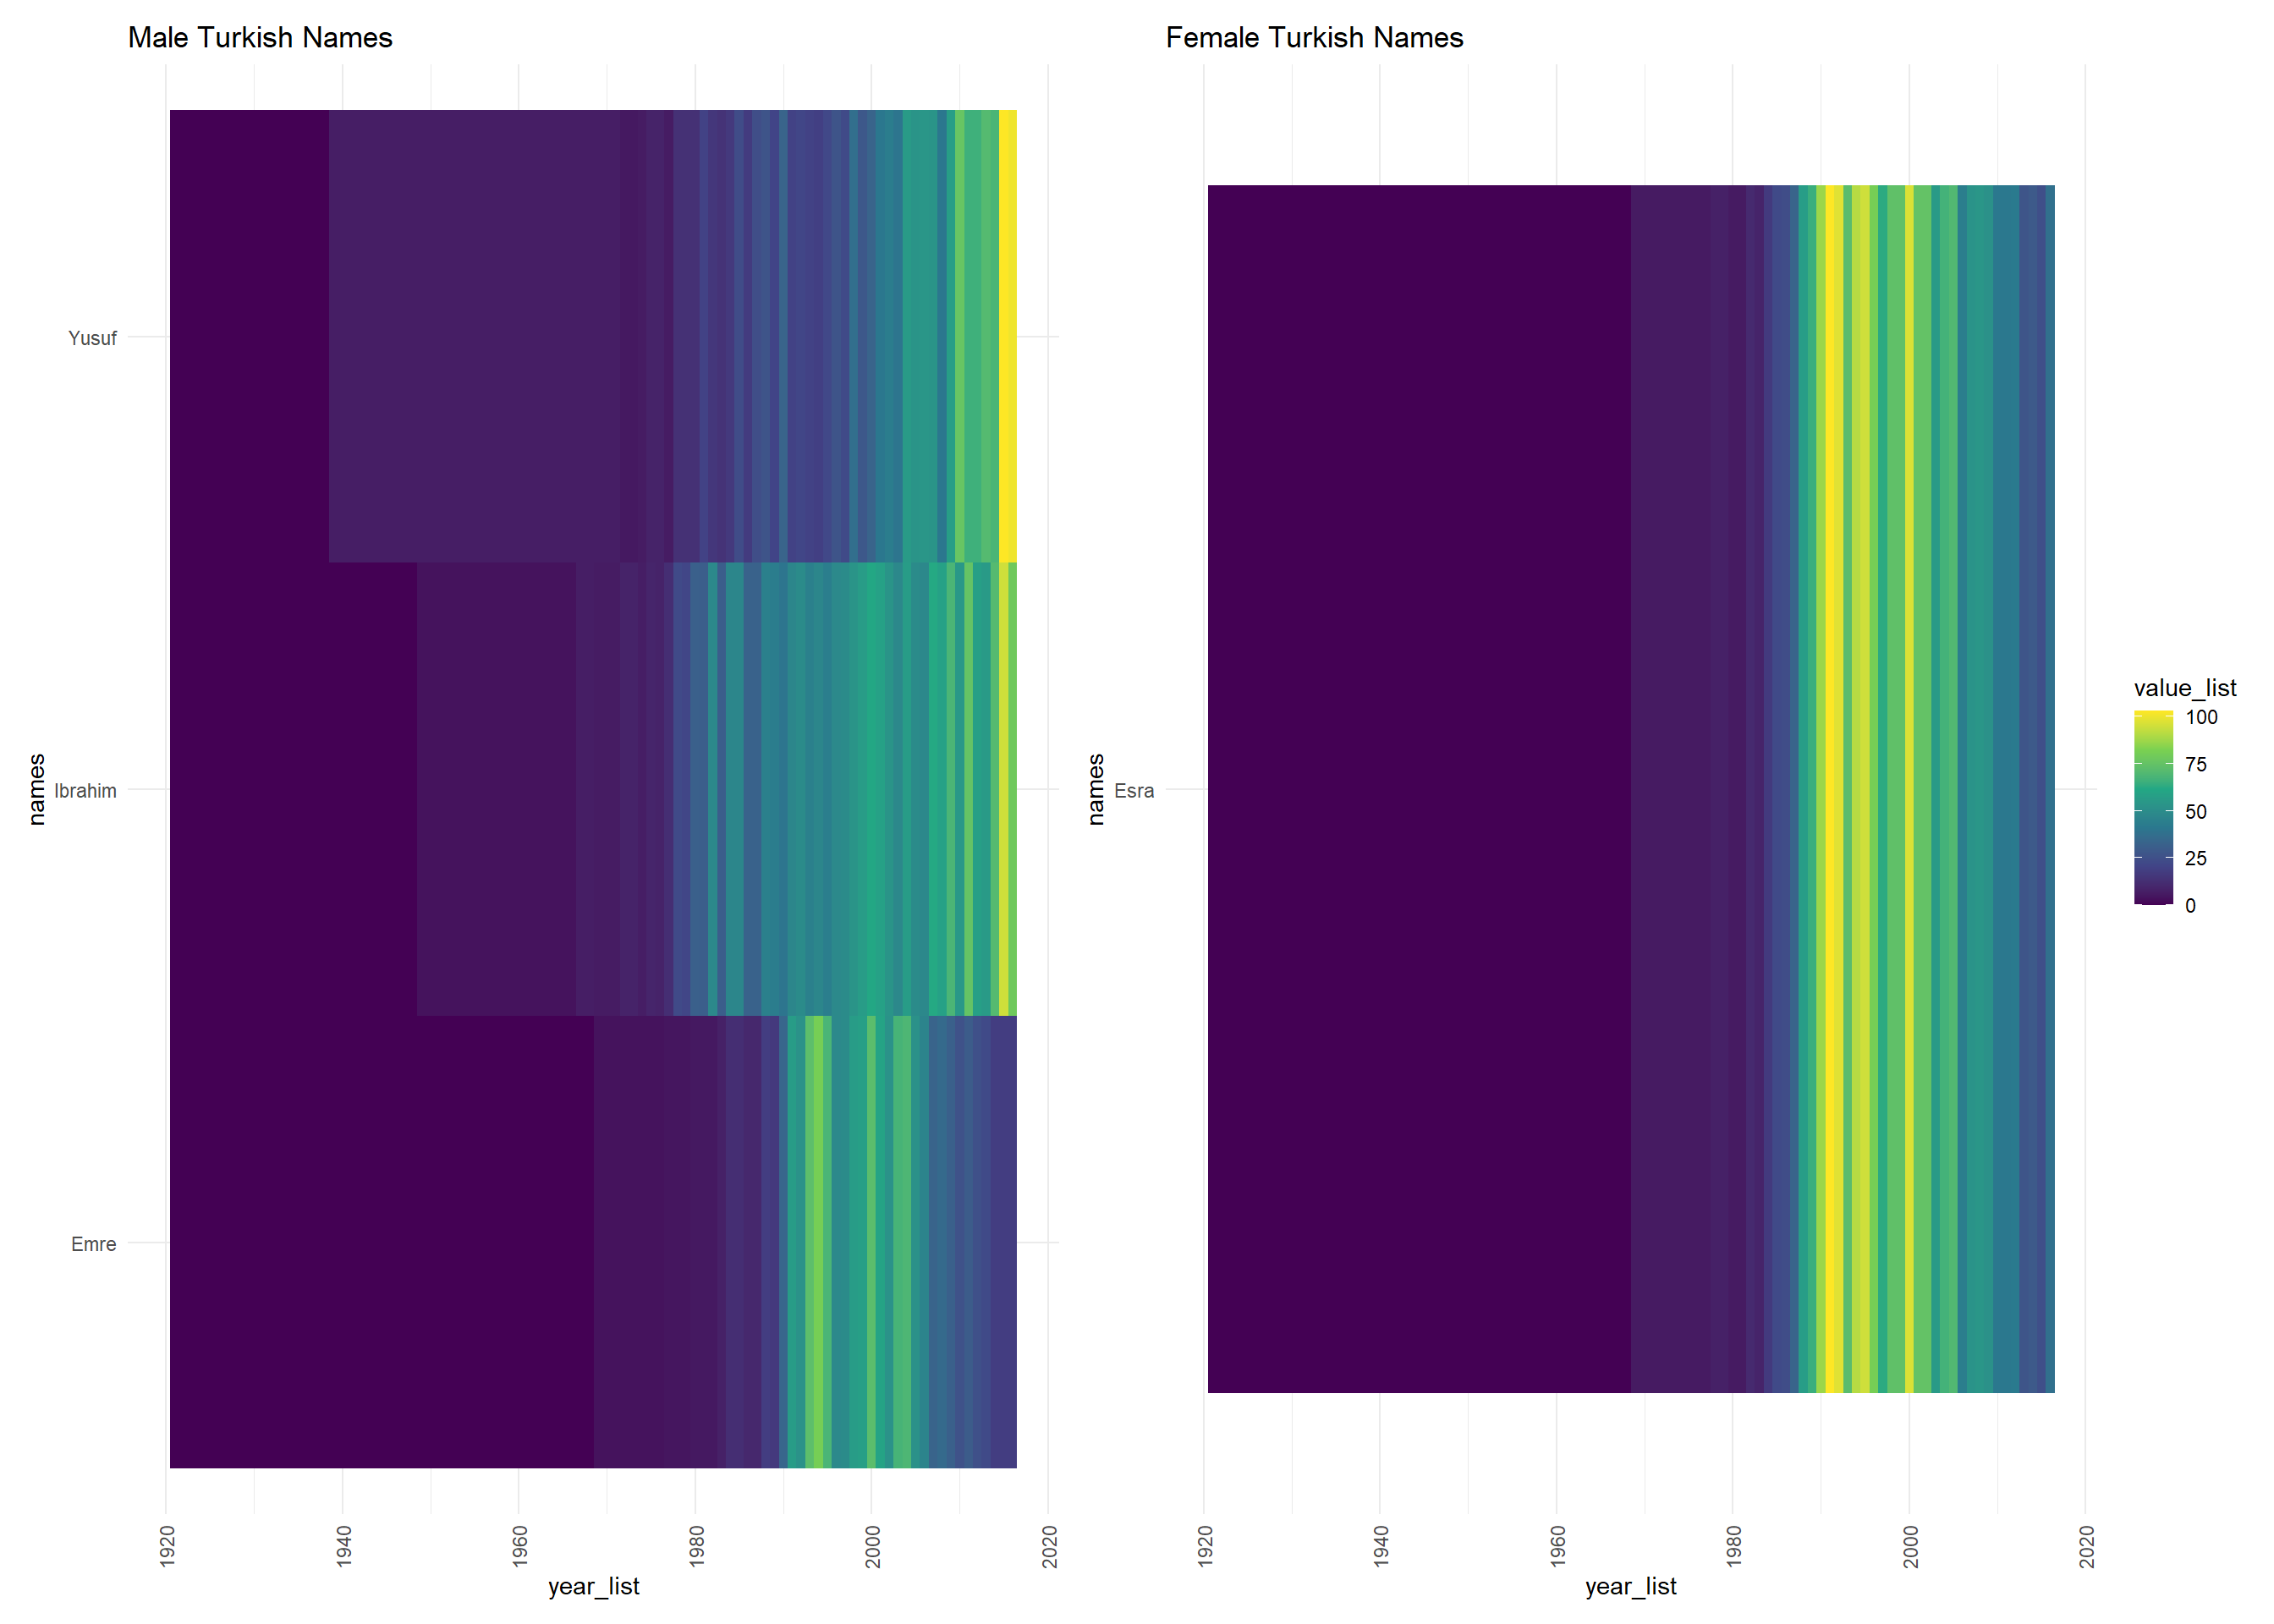 Male Turkish Names
Female Turkish Names
names
Yusuf
Ibrahim
Emre
1920
1940
1960
1980
2000
2020
year_list
names
Esra
1920
1940
1960
1980
2000
2020
year_list
value_list
100
75
50
25
0